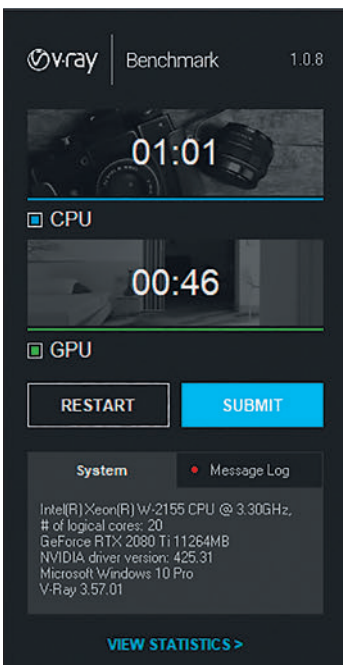 v·ray Benchmark 1.0.8
01:01
CPU
00:46
GPU
RESTART SUBMIT
System Message Log
Intel(R) Xeon(R) W-2155 CPU @ 3.30GHz,
# of logical cores: 20
GeForce RTX 2080 Ti 11264MB
NVIDIA driver version: 425.31
Microsoft Windows 10 Pro
V-Ray 3.57.01
VIEW STATISTICS >